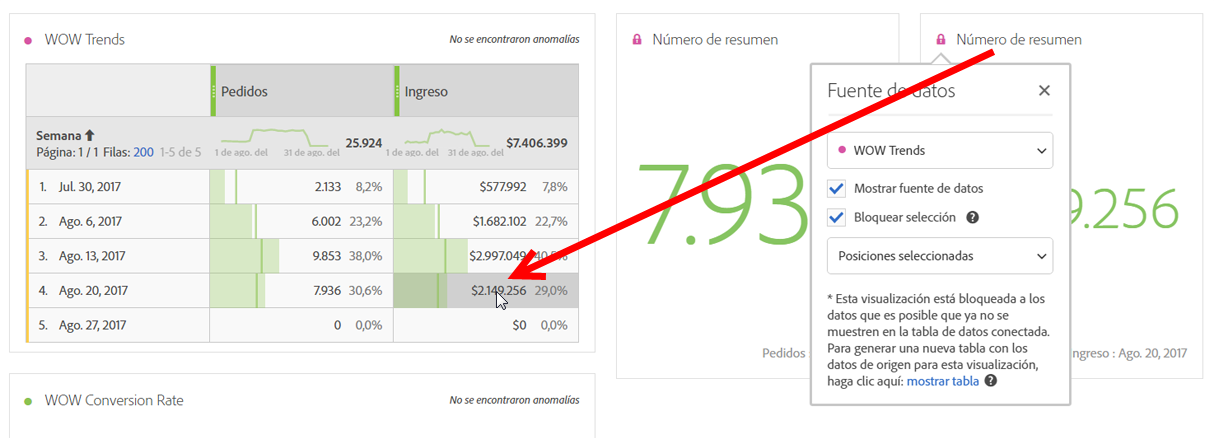 WOW Trends
No se encontraron anomalías
Pedidos
Ingreso
Semana
Página: 1 / 1 Filas: 200 1-5 de 5
1 de ago. del
31 de ago. del
25.924
1 de ago. del
31 de ago. del
$7.406.399
1. Jul. 30, 2017 2.133 8,2% $577.992 7,8%
2. Ago. 6, 2017 6.002 23,2% $1.682.102 22,7%
3. Ago. 13, 2017 9.853 38,0% $2.997.049
4. Ago. 20, 2017 7.936 30,6% $2.149.256 29,0%
5. Ago. 27, 2017 0 0,0% $0 0,0%
WOW Conversion Rate
No se encontraron anomalías
Número de resumen
7.93
Pedidos
Número de resumen
9.256
ngreso : Ago. 20, 2017
Fuente de datos
WOW Trends
Mostrar fuente de datos
Bloquear selección
Posiciones seleccionadas
* Esta visualización está bloqueada a los
datos que es posible que ya no se
muestren en la tabla de datos conectada.
Para generar una nueva tabla con los
datos de origen para esta visualización,
haga clic aquí: mostrar tabla